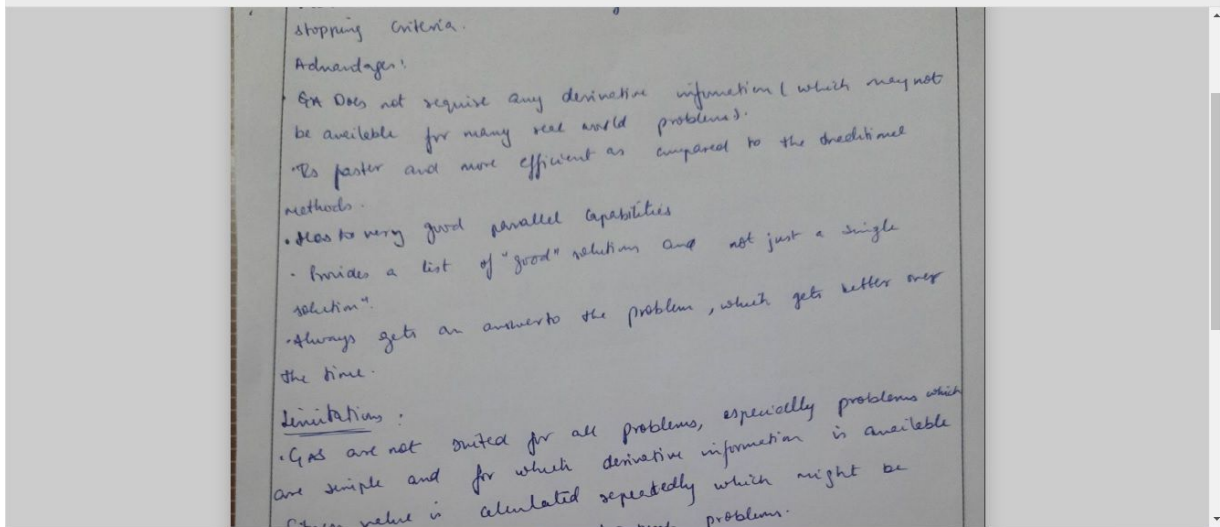 stopping criteria.
Advantages:
· GA Does not require any derivative information ( which may not
be available for many real world problems).
· Is faster and more efficient as compared to the traditional
methods.
· Has very good parallel capabilities
· Provides a list of "good" solutions and not just a single
solution".
· Always gets an answer to the problem, which gets better over
the time.
Limitations :
· GAs are not suited for all problems, especially problems which
are simple and for which derivative information is available
value is calculated repeatedly which might be
problems.